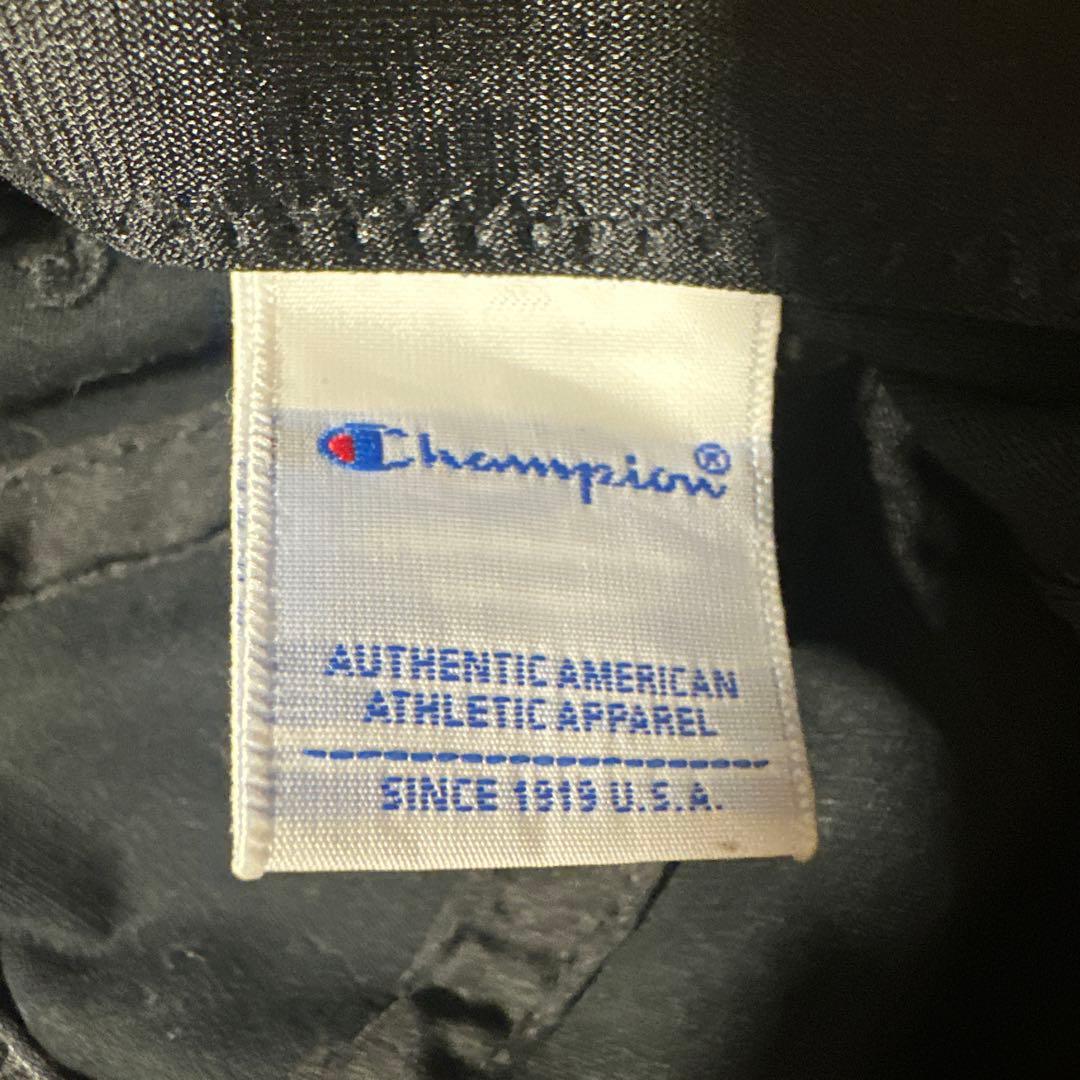 Champion®
AUTHENTIC AMERICAN
ATHLETIC APPAREL
SINCE 1919 U.S.A.